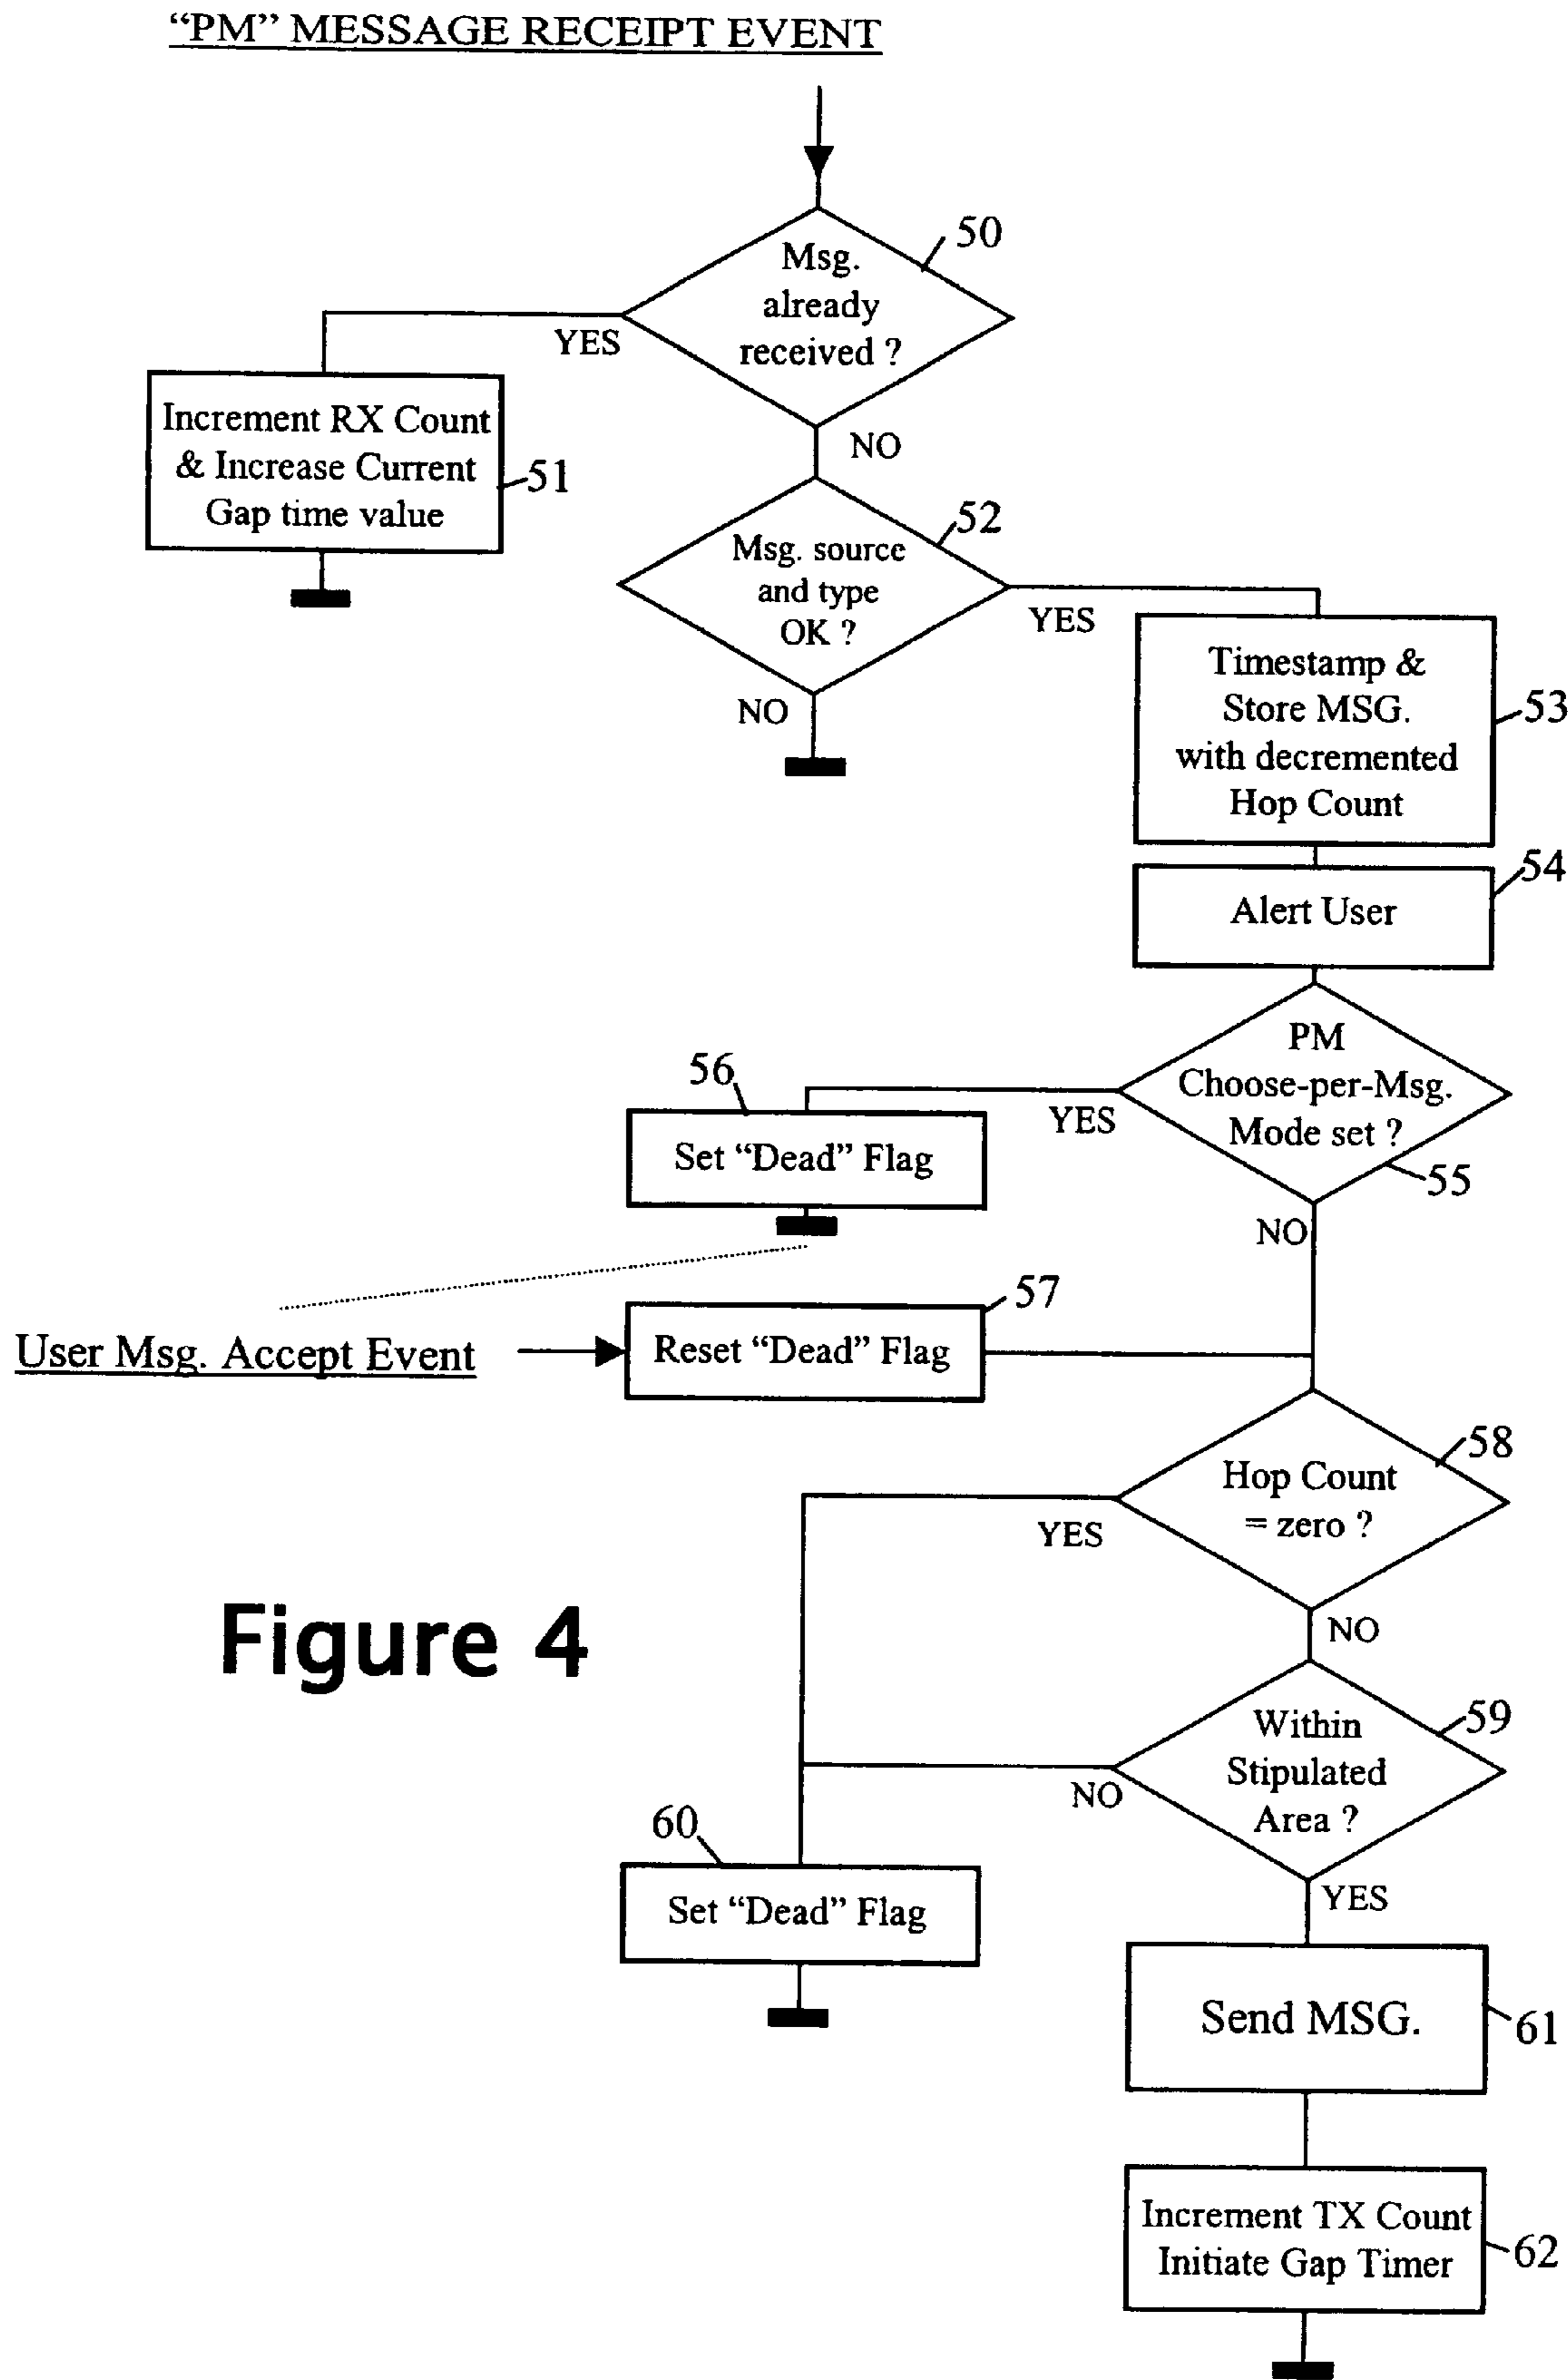 “PM” MESSAGE RECEIPT EVENT
50
Msg.
already
received ?
YES
NO
Increment RX Count
& Increase Current
Gap time value
51
52
Msg. source
and type
OK ?
YES
NO
Timestamp &
Store MSG.
with decremented
Hop Count
53
54
Alert User
PM
Choose-per-Msg.
Mode set ?
55
YES
NO
56
Set “Dead” Flag
57
User Msg. Accept Event
Reset “Dead” Flag
58
Hop Count
= zero ?
YES
NO
Figure 4
59
Within
Stipulated
Area ?
NO
YES
60
Set “Dead” Flag
Send MSG.
61
Increment TX Count
Initiate Gap Timer
62